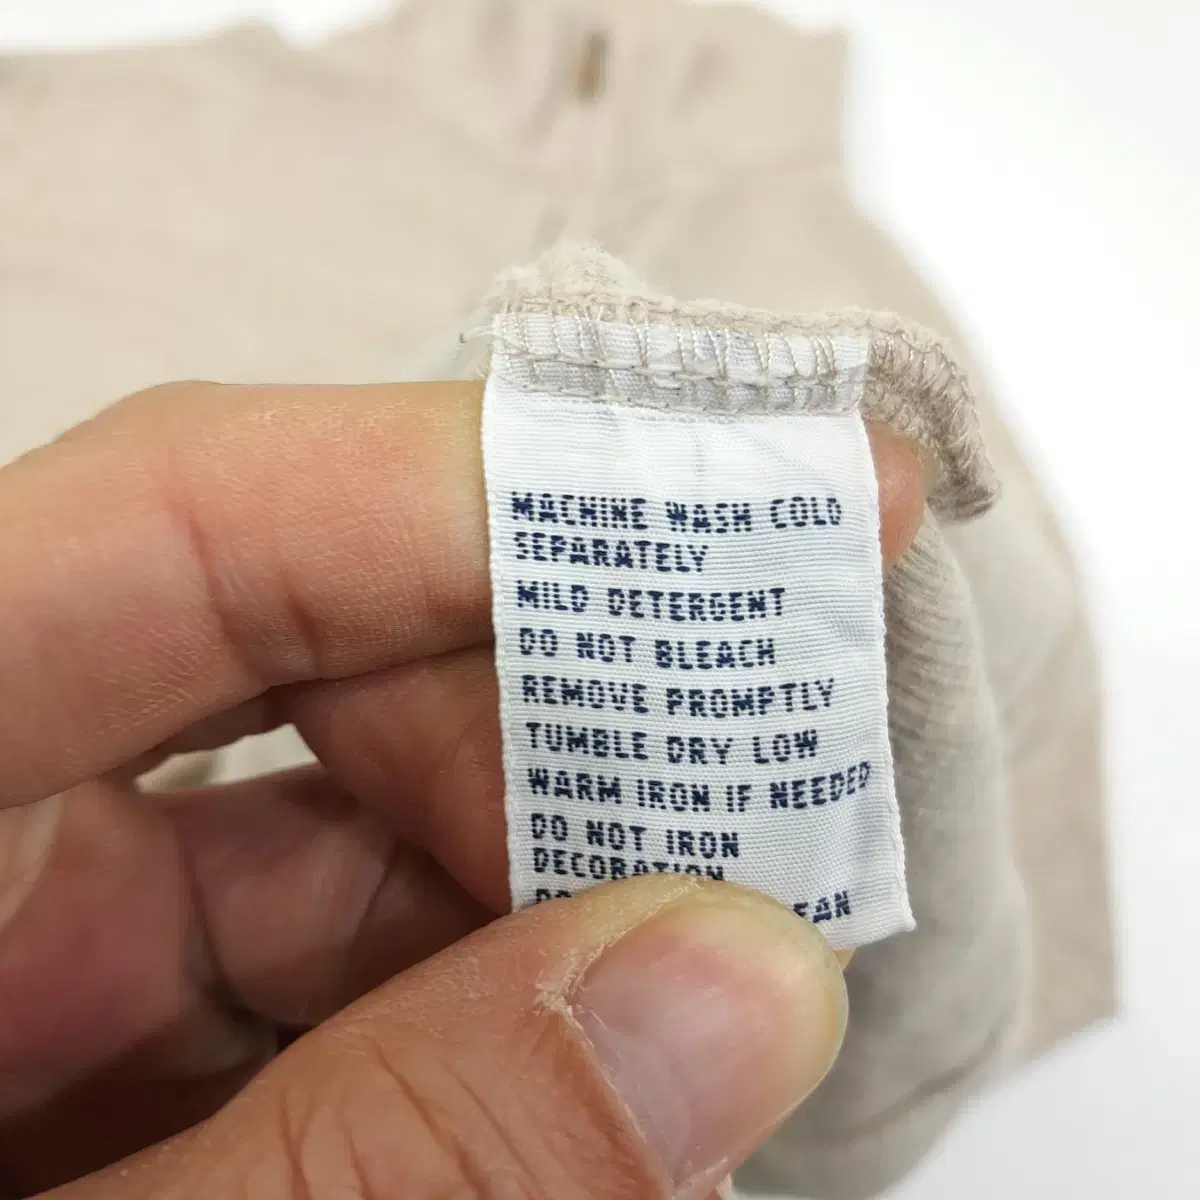 MACHINE WASH COLD
SEPARATELY
MILD DETERGENT
DO NOT BLEACH
REMOVE PROMPTLY
TUMBLE DRY LOW
WARM IRON IF NEEDED
DO NOT IRON
DECORATION